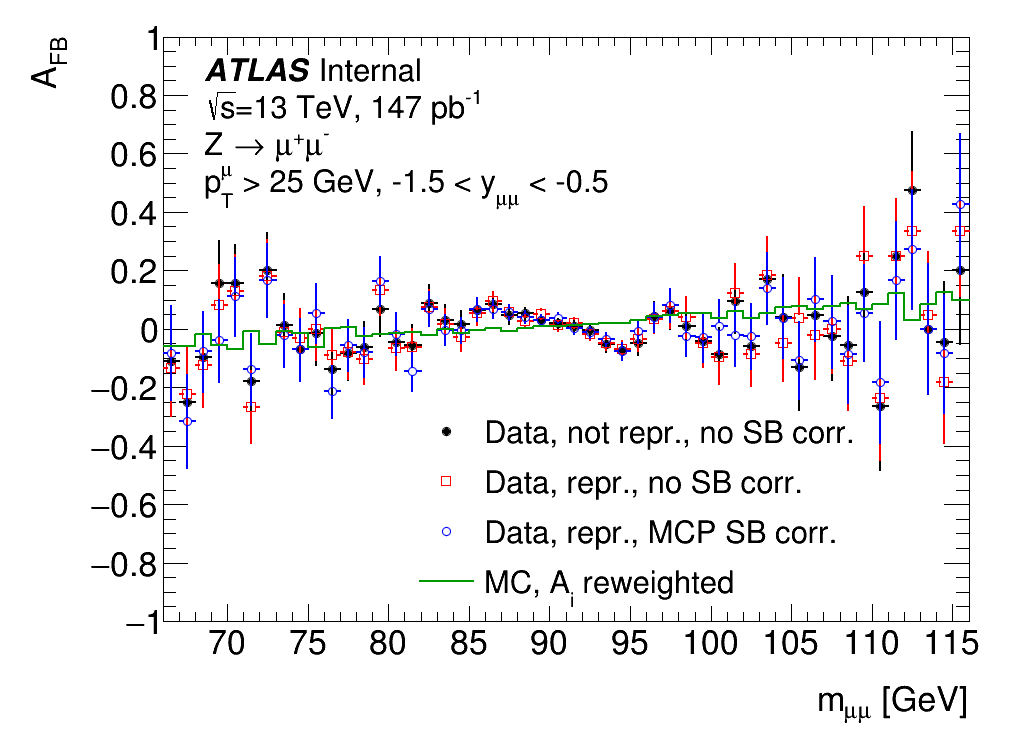 A_FB
1
0.8
0.6
0.4
0.2
0
−0.2
−0.4
−0.6
−0.8
−1
ATLAS Internal
√s=13 TeV, 147 pb⁻¹
Z → μ⁺μ⁻
p_T^μ > 25 GeV, -1.5 < y_μμ < -0.5
Data, not repr., no SB corr.
Data, repr., no SB corr.
Data, repr., MCP SB corr.
MC, A_i reweighted
70 75 80 85 90 95 100 105 110 115
m_μμ [GeV]